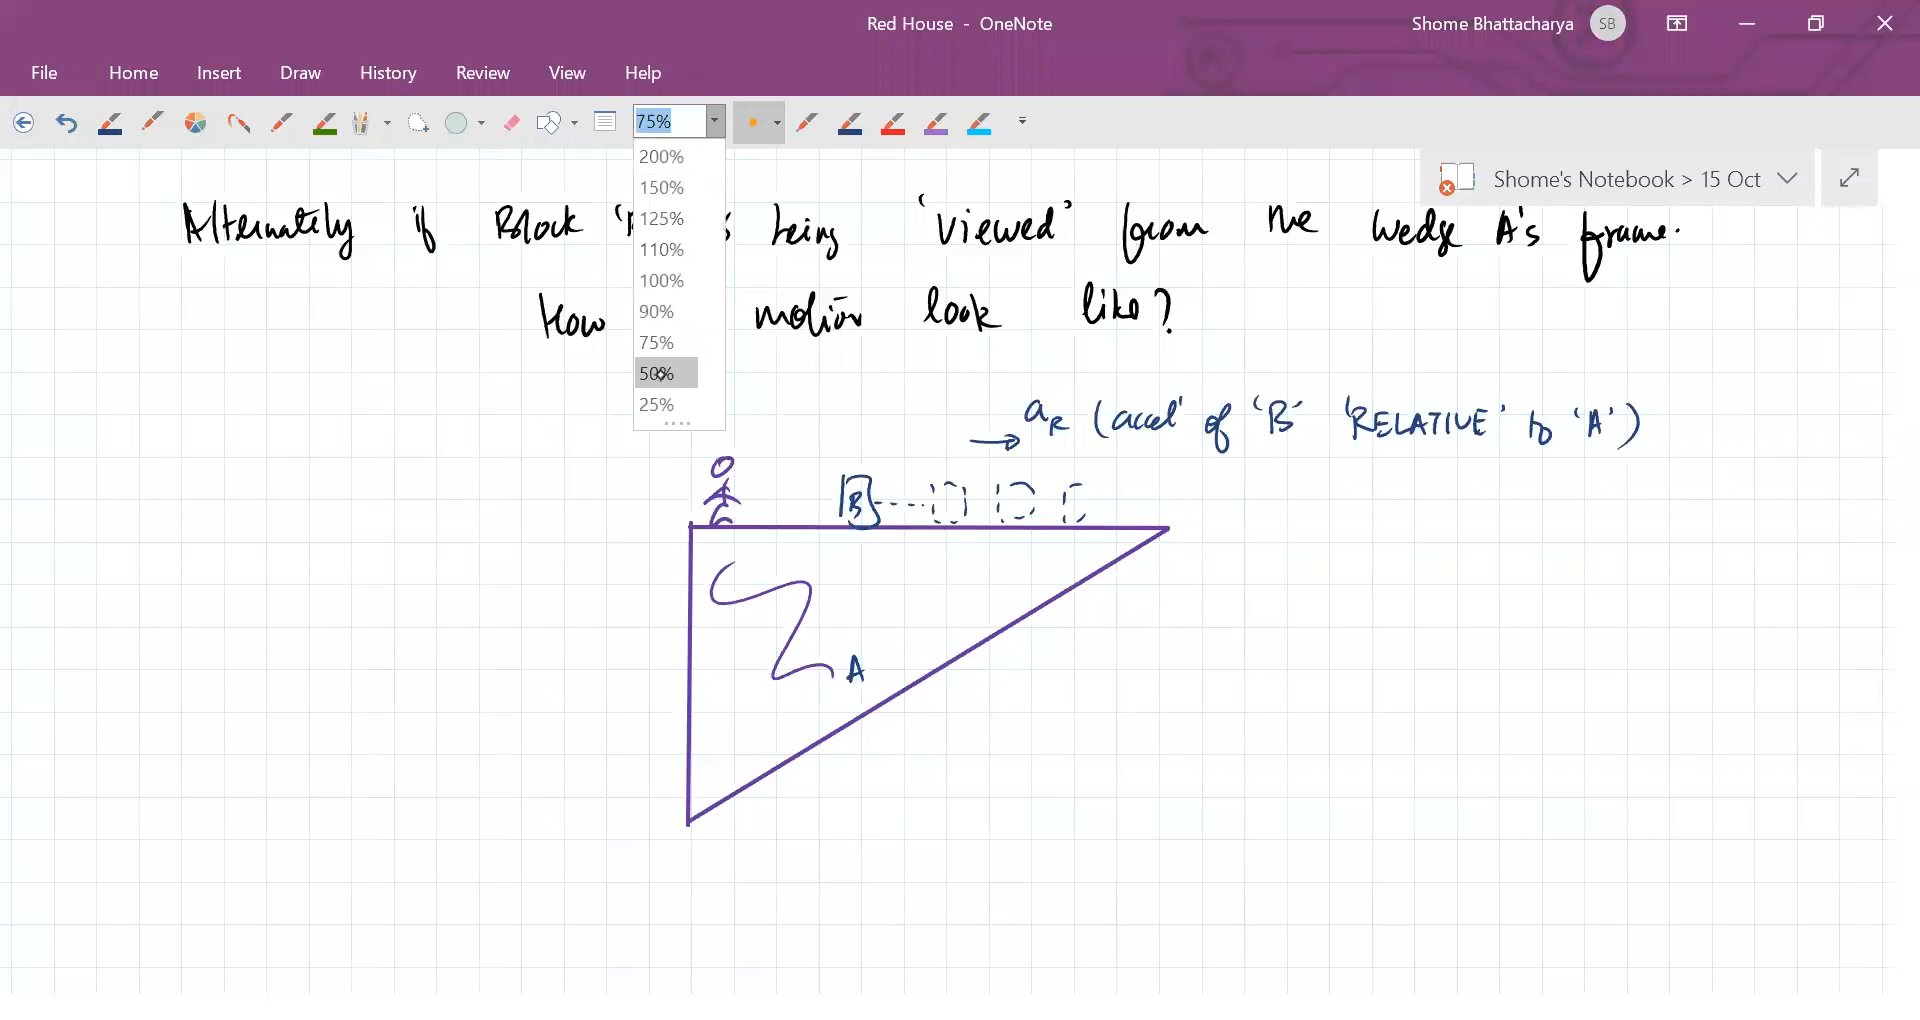 Red House - OneNote
Shome Bhattacharya SB
File Home Insert Draw History Review View Help
75%
200%
150%
125%
110%
100%
90%
75%
50%
25%
Shome's Notebook > 15 Oct
Alternately if Block being 'viewed' from the wedge A's frame.
How motion look like?
aR (accel' of 'B' 'RELATIVE' to 'A')
B
A